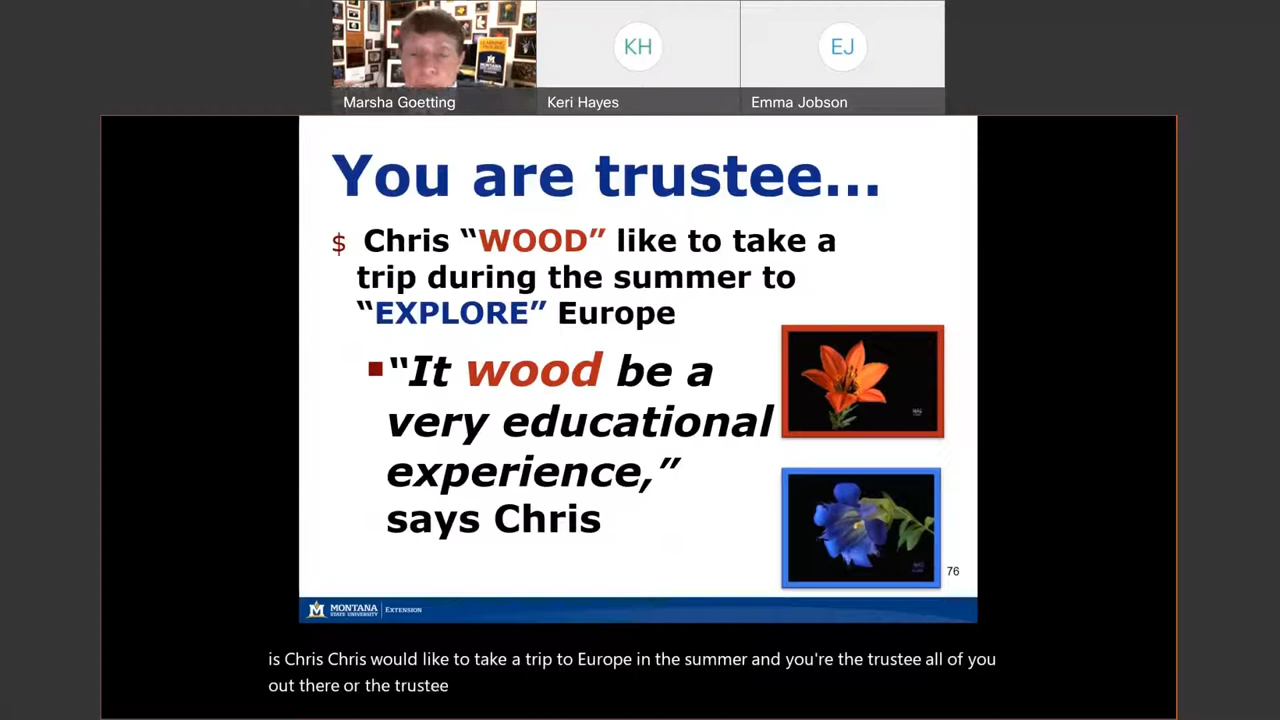 KH
EJ
Marsha Goetting
Keri Hayes
Emma Jobson
You are trustee...
$ Chris “WOOD” like to take a
trip during the summer to
“EXPLORE” Europe
“It wood be a
very educational
experience,”
says Chris
76
MONTANA
STATE UNIVERSITY
EXTENSION
is Chris Chris would like to take a trip to Europe in the summer and you're the trustee all of you
out there or the trustee